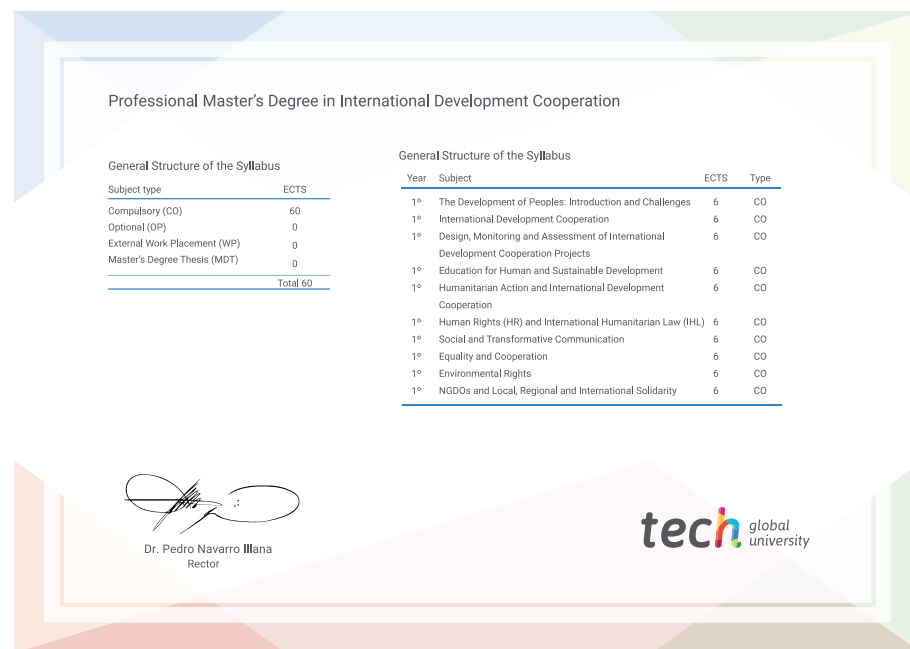 Professional Master's Degree in International Development Cooperation
General Structure of the Syllabus
Subject type ECTS
Compulsory (CO) 60
Optional (OP) 0
External Work Placement (WP) 0
Master's Degree Thesis (MDT) 0
Total 60
General Structure of the Syllabus
Year Subject ECTS Type
1º The Development of Peoples: Introduction and Challenges 6 CO
1º International Development Cooperation 6 CO
1º Design, Monitoring and Assessment of International 6 CO
Development Cooperation Projects
1º Education for Human and Sustainable Development 6 CO
1º Humanitarian Action and International Development 6 CO
Cooperation
1º Human Rights (HR) and International Humanitarian Law (IHL) 6 CO
1º Social and Transformative Communication 6 CO
1º Equality and Cooperation 6 CO
1º Environmental Rights 6 CO
1º NGDOs and Local, Regional and International Solidarity 6 CO
Dr. Pedro Navarro Illana
Rector
tech global
university